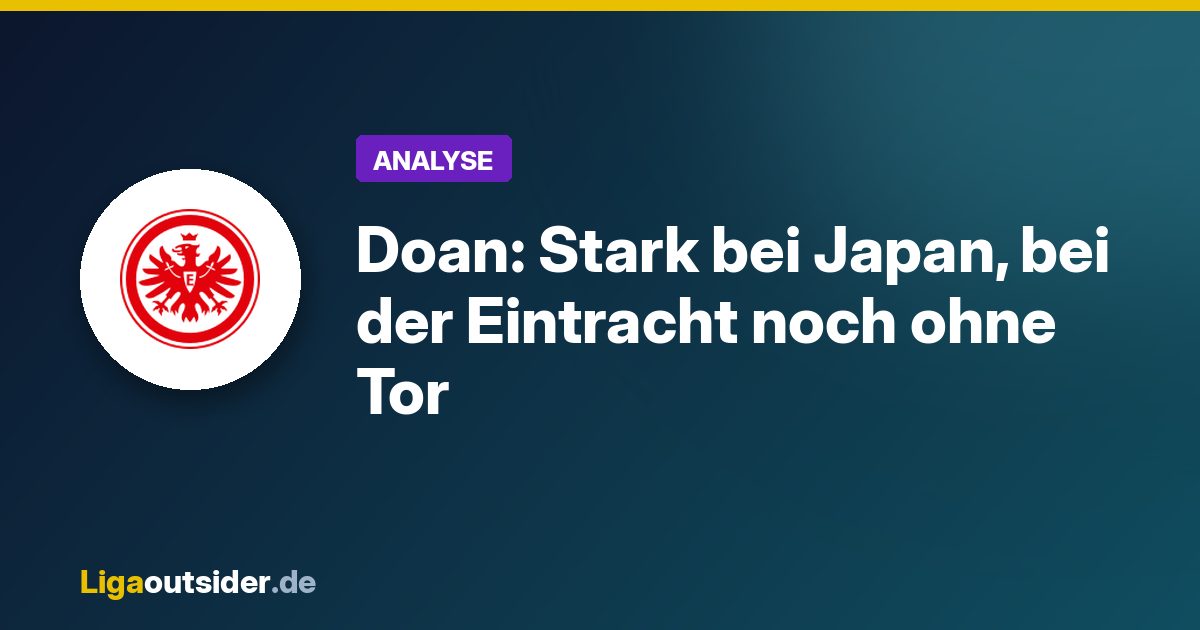 ANALYSE
Doan: Stark bei Japan, bei
der Eintracht noch ohne
Tor
E
Ligaoutsider.de